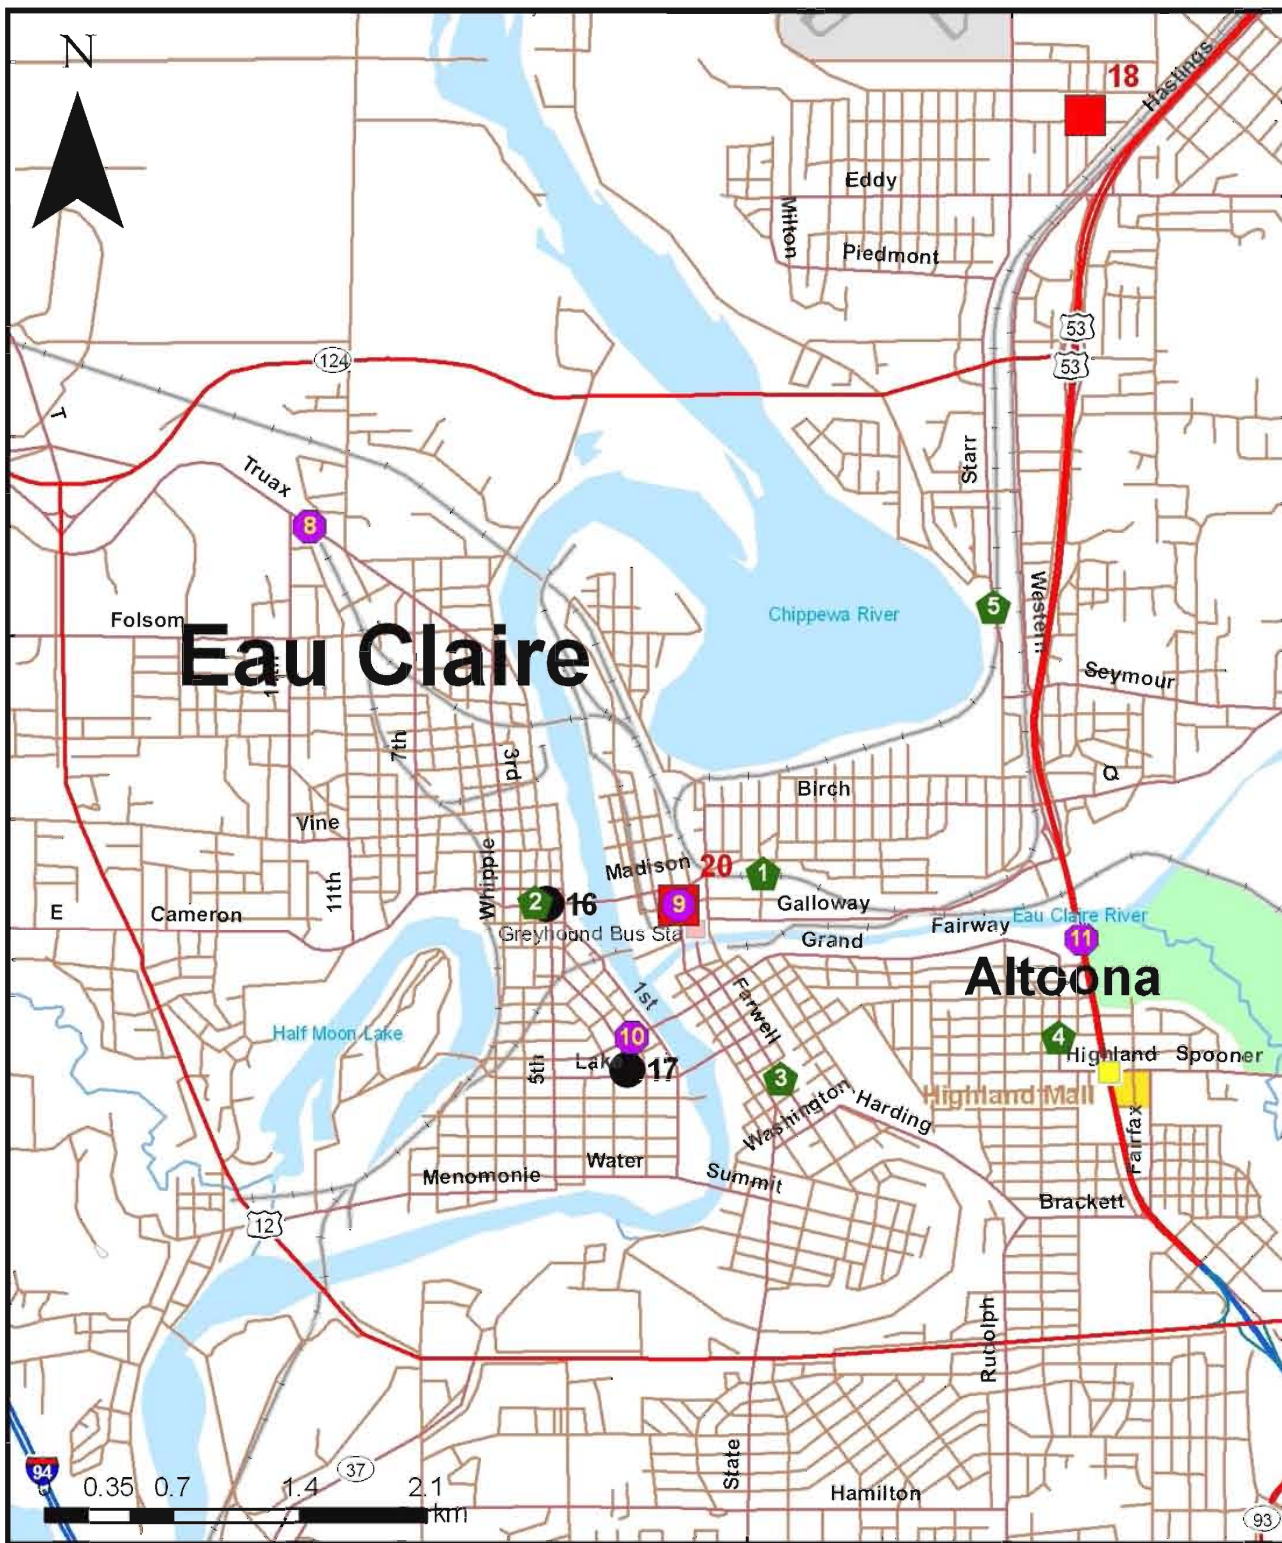 N
18
Hastings
Eddy
Milton
Piedmont
53
53
124
T
Truax
Starr
8
Chippewa River
5
Western
Folsom
Eau Claire
Seymour
7th
3rd
Q
Birch
Vine
Madison
20
1
Whipple
11th
2
16
9
Galloway
E
Cameron
Greyhound Bus Sta
Grand
Fairway
Eau Claire River
11
Altoona
1st
Farwell
Half Moon Lake
10
4
5th
Lake
17
3
Highland
Spooner
Highland Mall
Washington
Harding
Fairfax
Menomonie
Water
Summit
Brackett
12
Rudolph
State
94
0.35 0.7 1.4 2.1
km
37
Hamilton
93